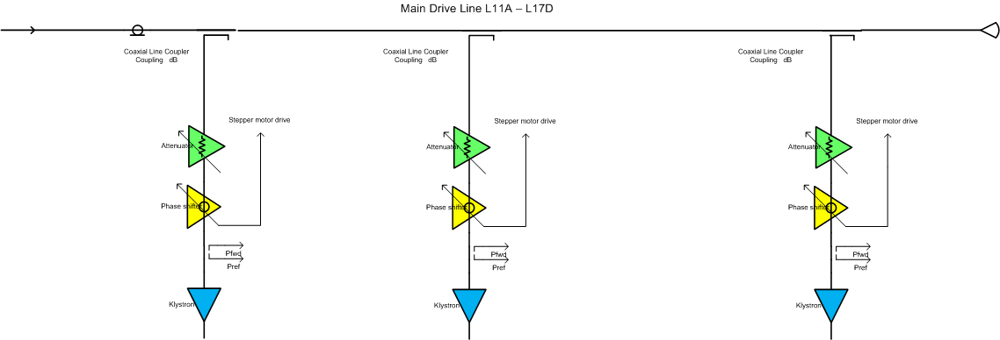 Main Drive Line L11A – L17D
Coaxial Line Coupler
Coupling dB
Coaxial Line Coupler
Coupling dB
Coaxial Line Coupler
Coupling dB
Stepper motor drive
Stepper motor drive
Stepper motor drive
Attenuator
Attenuator
Attenuator
Phase shifter
Phase shifter
Phase shifter
Pfwd
Pref
Pfwd
Pref
Pfwd
Pref
Klystron
Klystron
Klystron